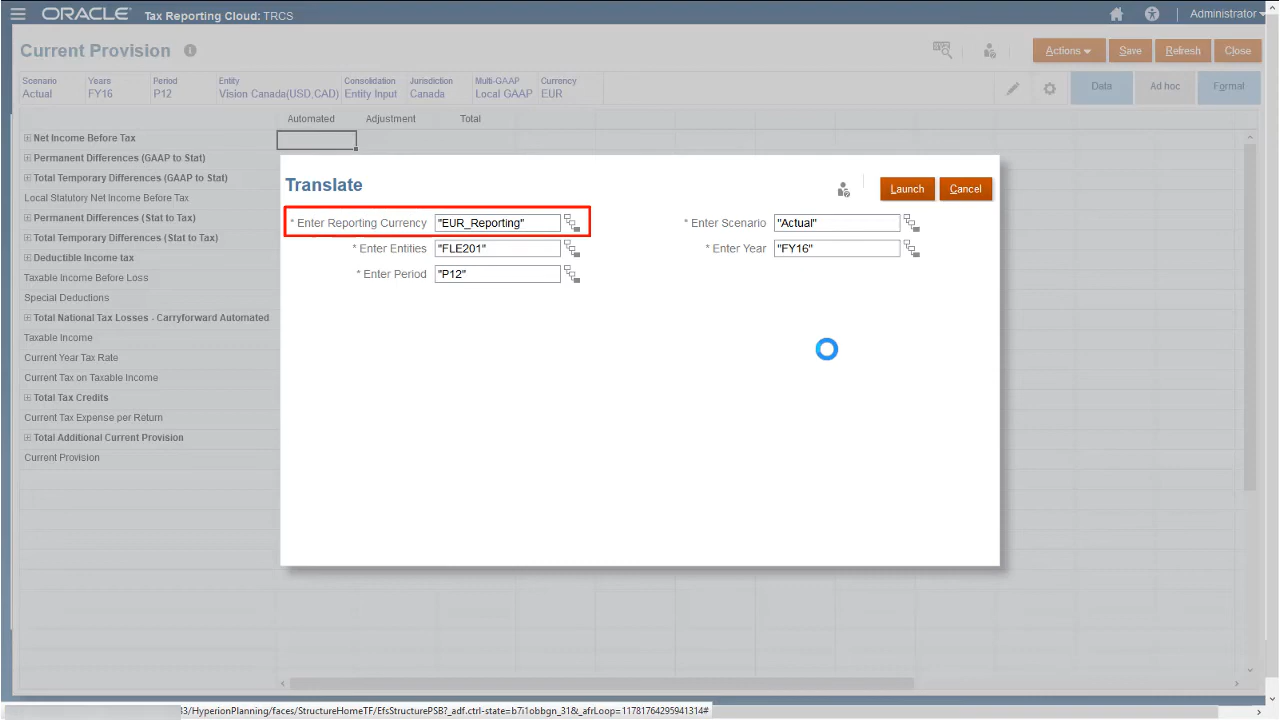 ORACLE® Tax Reporting Cloud: TRCS Administrator
Current Provision Actions Save Refresh Close
Scenario Years Period Entity Consolidation Jurisdiction Multi-GAAP Currency
Actual FY16 P12 Vision Canada(USD,CAD) Entity Input Canada Local GAAP EUR
Data Ad hoc Format
Automated Adjustment Total
Net Income Before Tax
Permanent Differences (GAAP to Stat)
Total Temporary Differences (GAAP to Stat)
Local Statutory Net Income Before Tax
Permanent Differences (Stat to Tax)
Total Temporary Differences (Stat to Tax)
Deductible Income tax
Taxable Income Before Loss
Special Deductions
Total National Tax Losses - Carryforward Automated
Taxable Income
Current Year Tax Rate
Current Tax on Taxable Income
Total Tax Credits
Current Tax Expense per Return
Total Additional Current Provision
Current Provision
Translate Launch Cancel
* Enter Reporting Currency "EUR_Reporting" * Enter Scenario "Actual"
* Enter Entities "FLE201" * Enter Year "FY16"
* Enter Period "P12"
33/HyperionPlanning/faces/StructureHomeTF/EfsStructurePSB?_adf.ctrl-state=b7i1obbgn_31&_afrLoop=11781764295941314#